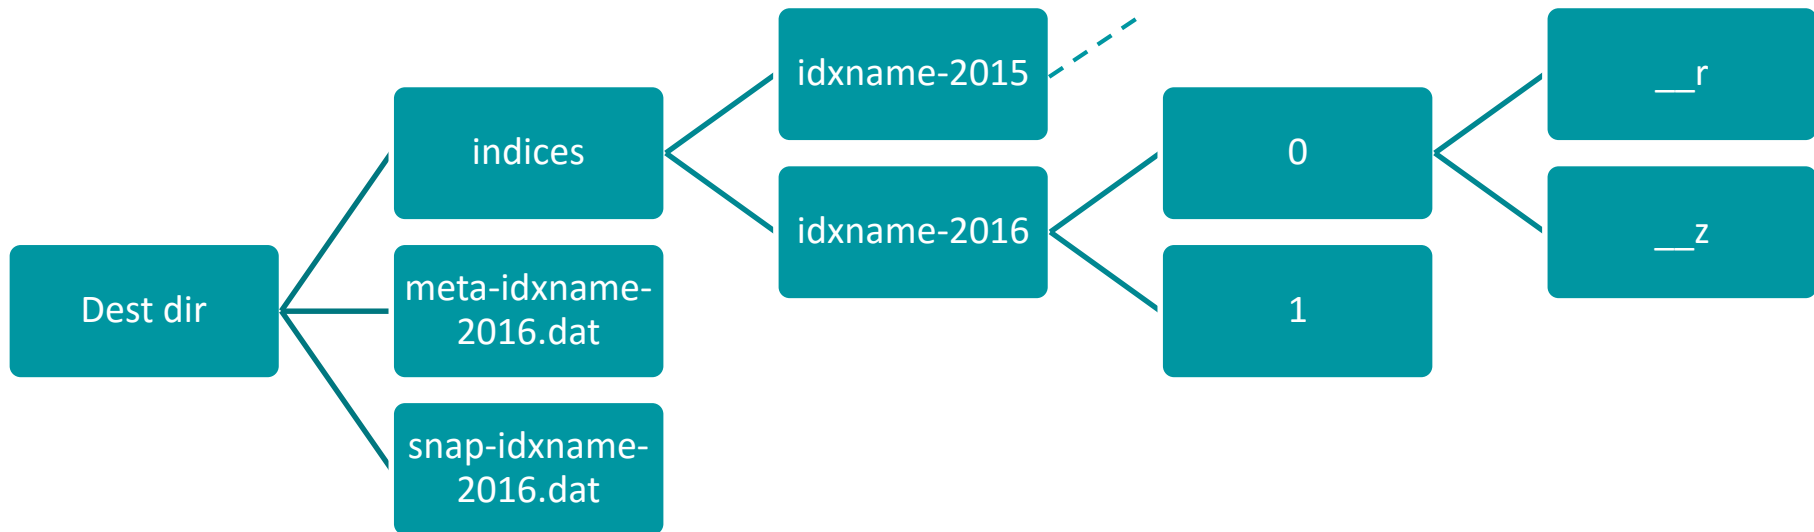 Dest dir
indices
meta-idxname-
2016.dat
snap-idxname-
2016.dat
idxname-2015
idxname-2016
0
1
__r
__z